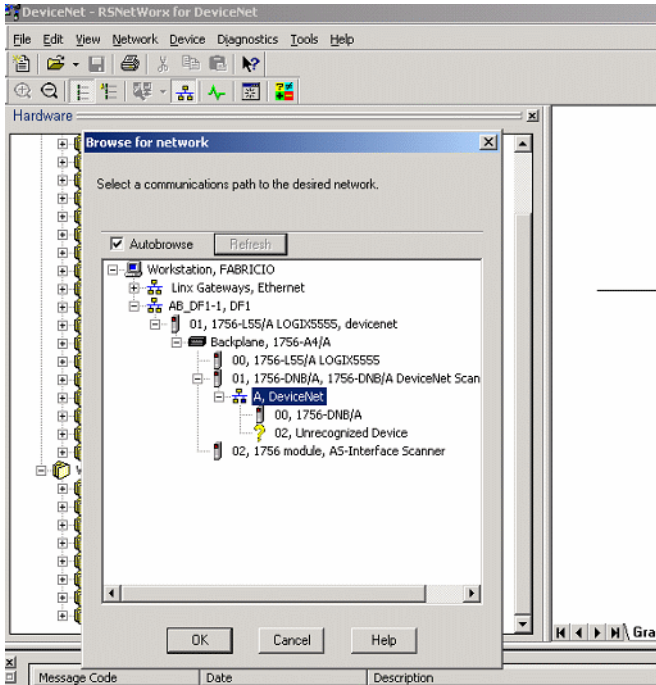 DeviceNet - RSNetWorx for DeviceNet
File Edit View Network Device Diagnostics Tools Help
Hardware
Browse for network
Select a communications path to the desired network.
Autobrowse Refresh
Workstation, FABRICIO
Linx Gateways, Ethernet
AB_DF1-1, DF1
01, 1756-L55/A LOGIX5555, devicenet
Backplane, 1756-A4/A
00, 1756-L55/A LOGIX5555
01, 1756-DNB/A, 1756-DNB/A DeviceNet Scan
A, DeviceNet
00, 1756-DNB/A
02, Unrecognized Device
02, 1756 module, AS-Interface Scanner
OK Cancel Help
Gra
Message Code Date Description